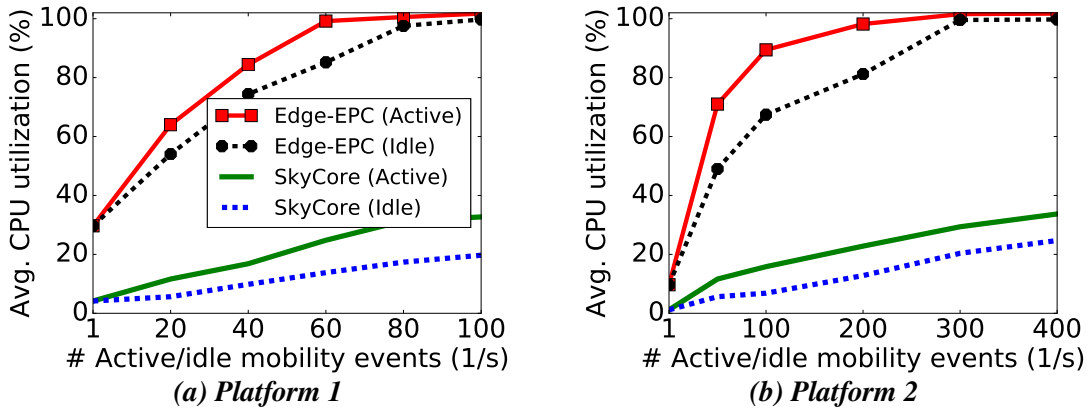 Avg. CPU utilization (%)
100
80
60
40
20
0
Edge-EPC (Active)
Edge-EPC (Idle)
SkyCore (Active)
SkyCore (Idle)
1 20 40 60 80 100
# Active/idle mobility events (1/s)
(a) Platform 1
Avg. CPU utilization (%)
100
80
60
40
20
0
1 100 200 300 400
# Active/idle mobility events (1/s)
(b) Platform 2